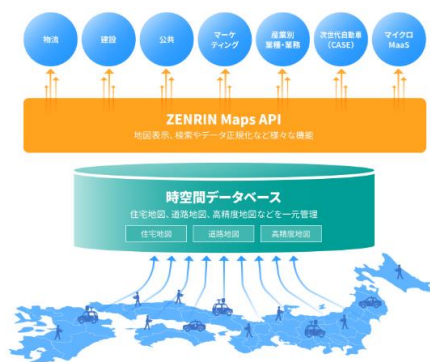 物流
建設
公共
マーケ
ティング
産業別
業種・業務
次世代自動車
(CASE)
マイクロ
MaaS
ZENRIN Maps API
地図表示、検索やデータ正規化など様々な機能
時空間データベース
住宅地図、道路地図、高精度地図などを一元管理
住宅地図
道路地図
高精度地図